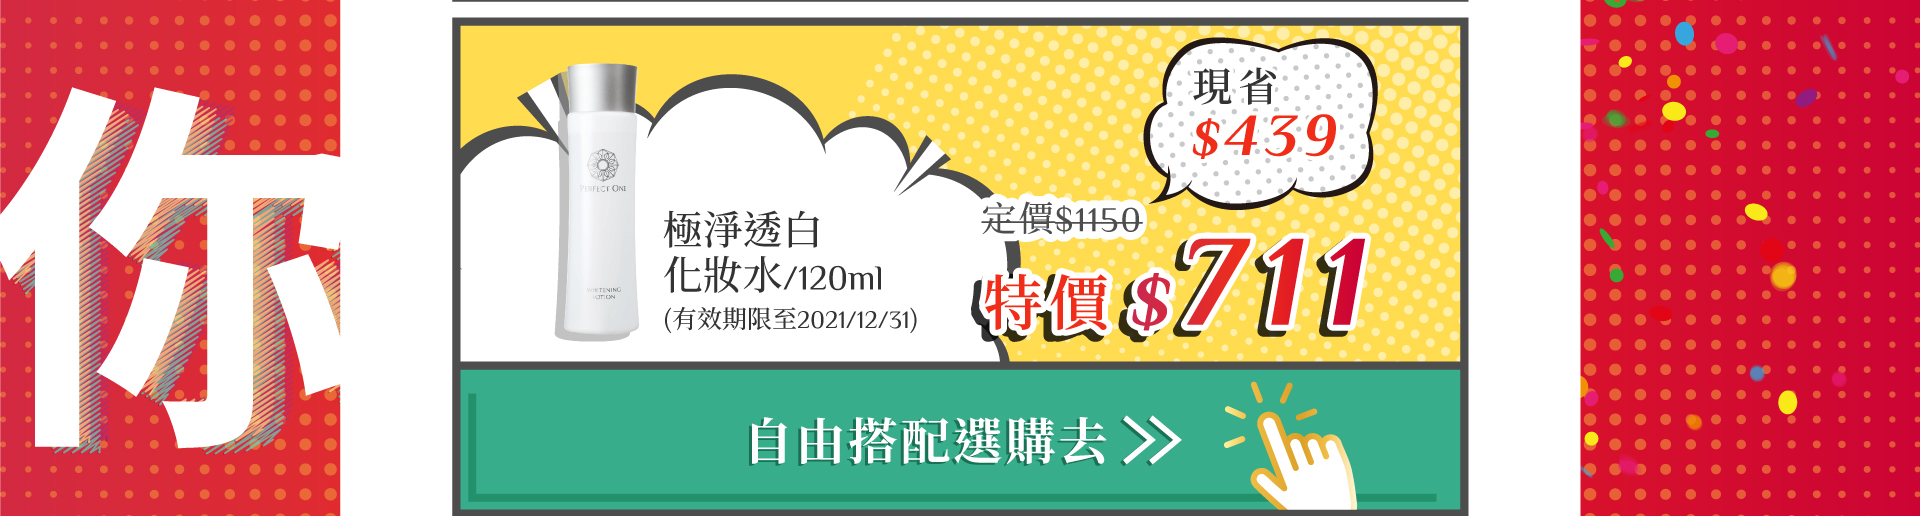 你
現省
$439
PERFECT ONE
WHITENING
LOTION
極淨透白
化妝水/120ml
(有效期限至2021/12/31)
定價$1150
特價$711
自由搭配選購去